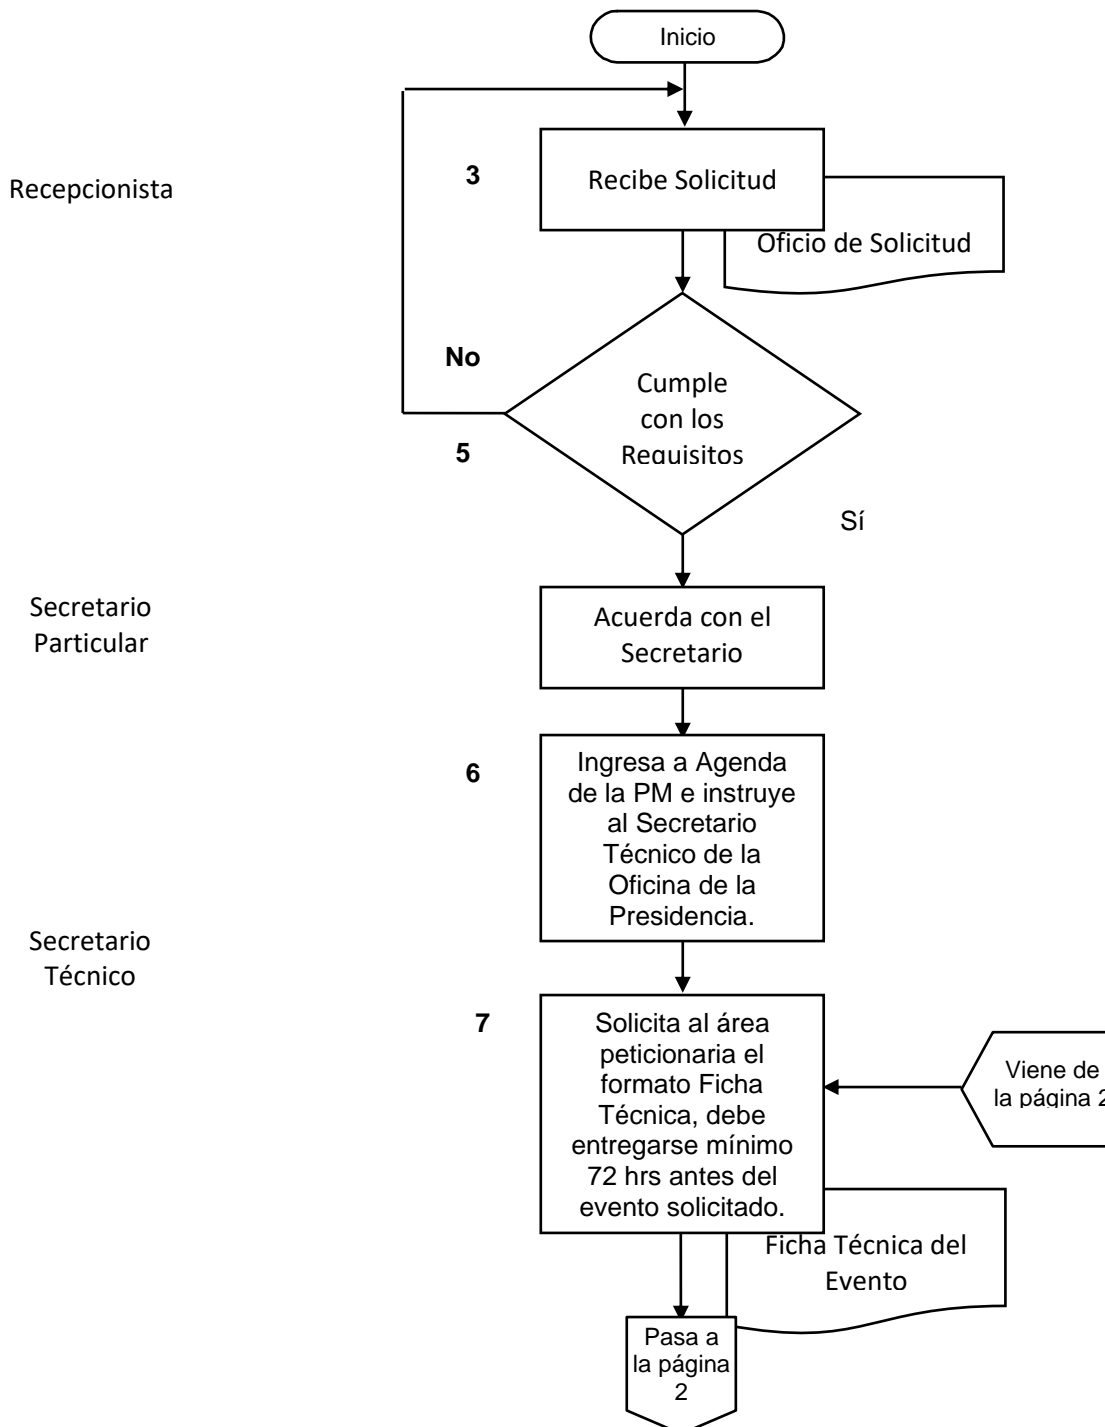 Inicio
Recepcionista
3
Recibe Solicitud
Oficio de Solicitud
No
5
Cumple
con los
Requisitos
Sí
Secretario
Particular
Acuerda con el
Secretario
6
Ingresa a Agenda
de la PM e instruye
al Secretario
Técnico de la
Oficina de la
Presidencia.
Secretario
Técnico
7
Solicita al área
peticionaria el
formato Ficha
Técnica, debe
entregarse mínimo
72 hrs antes del
evento solicitado.
Viene de
la página 2
Ficha Técnica del
Evento
Pasa a
la página
2